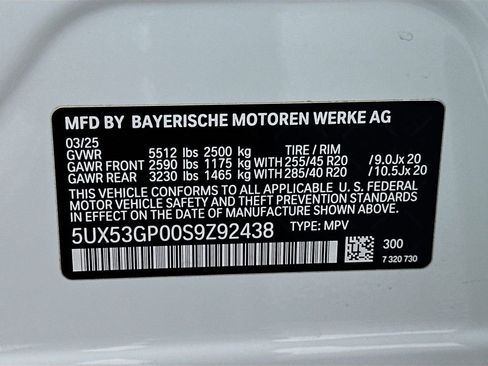 MFD BY BAYERISCHE MOTOREN WERKE AG
03/25
GVWR 5512 lbs 2500 kg TIRE / RIM
GAWR FRONT 2590 lbs 1175 kg WITH 255/45 R20 /9.0Jx 20
GAWR REAR 3230 lbs 1465 kg WITH 285/40 R20 /10.5Jx 20
THIS VEHICLE CONFORMS TO ALL APPLICABLE U. S. FEDERAL
MOTOR VEHICLE SAFETY AND THEFT PREVENTION STANDARDS
IN EFFECT ON THE DATE OF MANUFACTURE SHOWN ABOVE.
5UX53GP00S9Z92438 TYPE: MPV
300
7 320 730